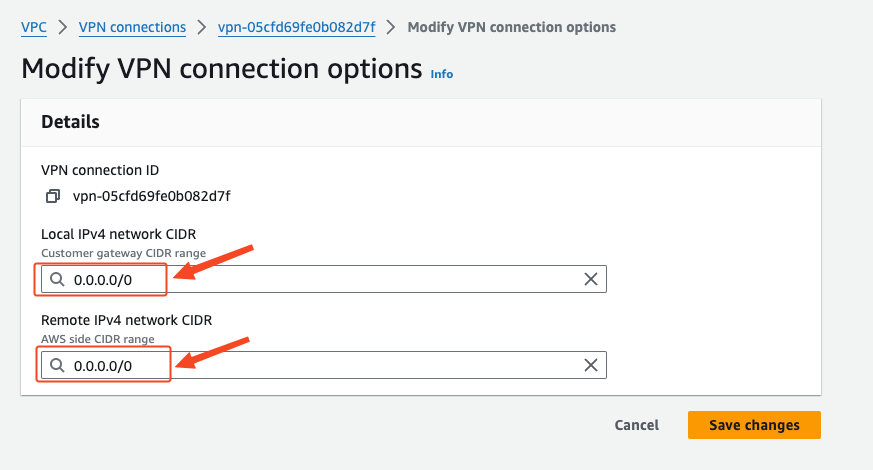 VPC > VPN connections > vpn-05cfd69fe0b082d7f > Modify VPN connection options
Modify VPN connection options Info
Details
VPN connection ID
vpn-05cfd69fe0b082d7f
Local IPv4 network CIDR
Customer gateway CIDR range
0.0.0.0/0
Remote IPv4 network CIDR
AWS side CIDR range
0.0.0.0/0
Cancel Save changes